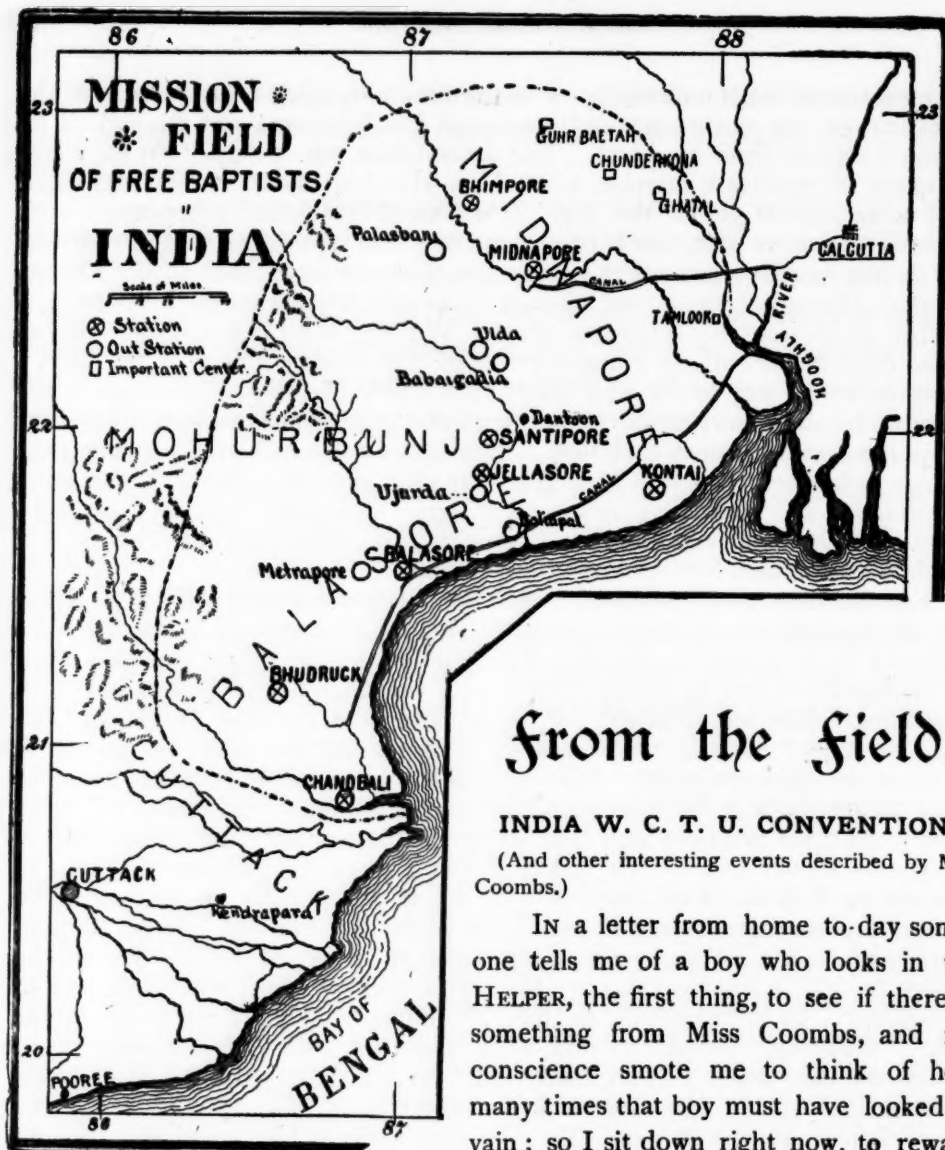 86 87 88
MISSION
FIELD
OF FREE BAPTISTS
"
INDIA
Scale of Miles.
Station
Out Station
Important Center.
23 23
GUHR BAETAH
CHUNDERKONA
GHATAL
BHIMPORE
Palasbani
MIDNAPORE
CANAL
CALCUTTA
TAMLOOK
HOOGHLY RIVER
MIDNAPORE
Babaigadia
Dantoon
22 22
SANTIPORE
MOHURBUNJ
JELLASORE
KONTAI
Ujurda
CANAL
BALASORE
Metrapore
BALASORE
BHUDRUCK
21
CHANDBALI
CUTTACK
CUTTACK
Kendrapara
BAY OF
BENGAL
20
POOREE
86 87
From the Field
INDIA W. C. T. U. CONVENTION
(And other interesting events described by M
Coombs.)
IN a letter from home to-day son
one tells me of a boy who looks in
HELPER, the first thing, to see if there
something from Miss Coombs, and
conscience smote me to think of h
many times that boy must have looked
vain; so I sit down right now, to rewa